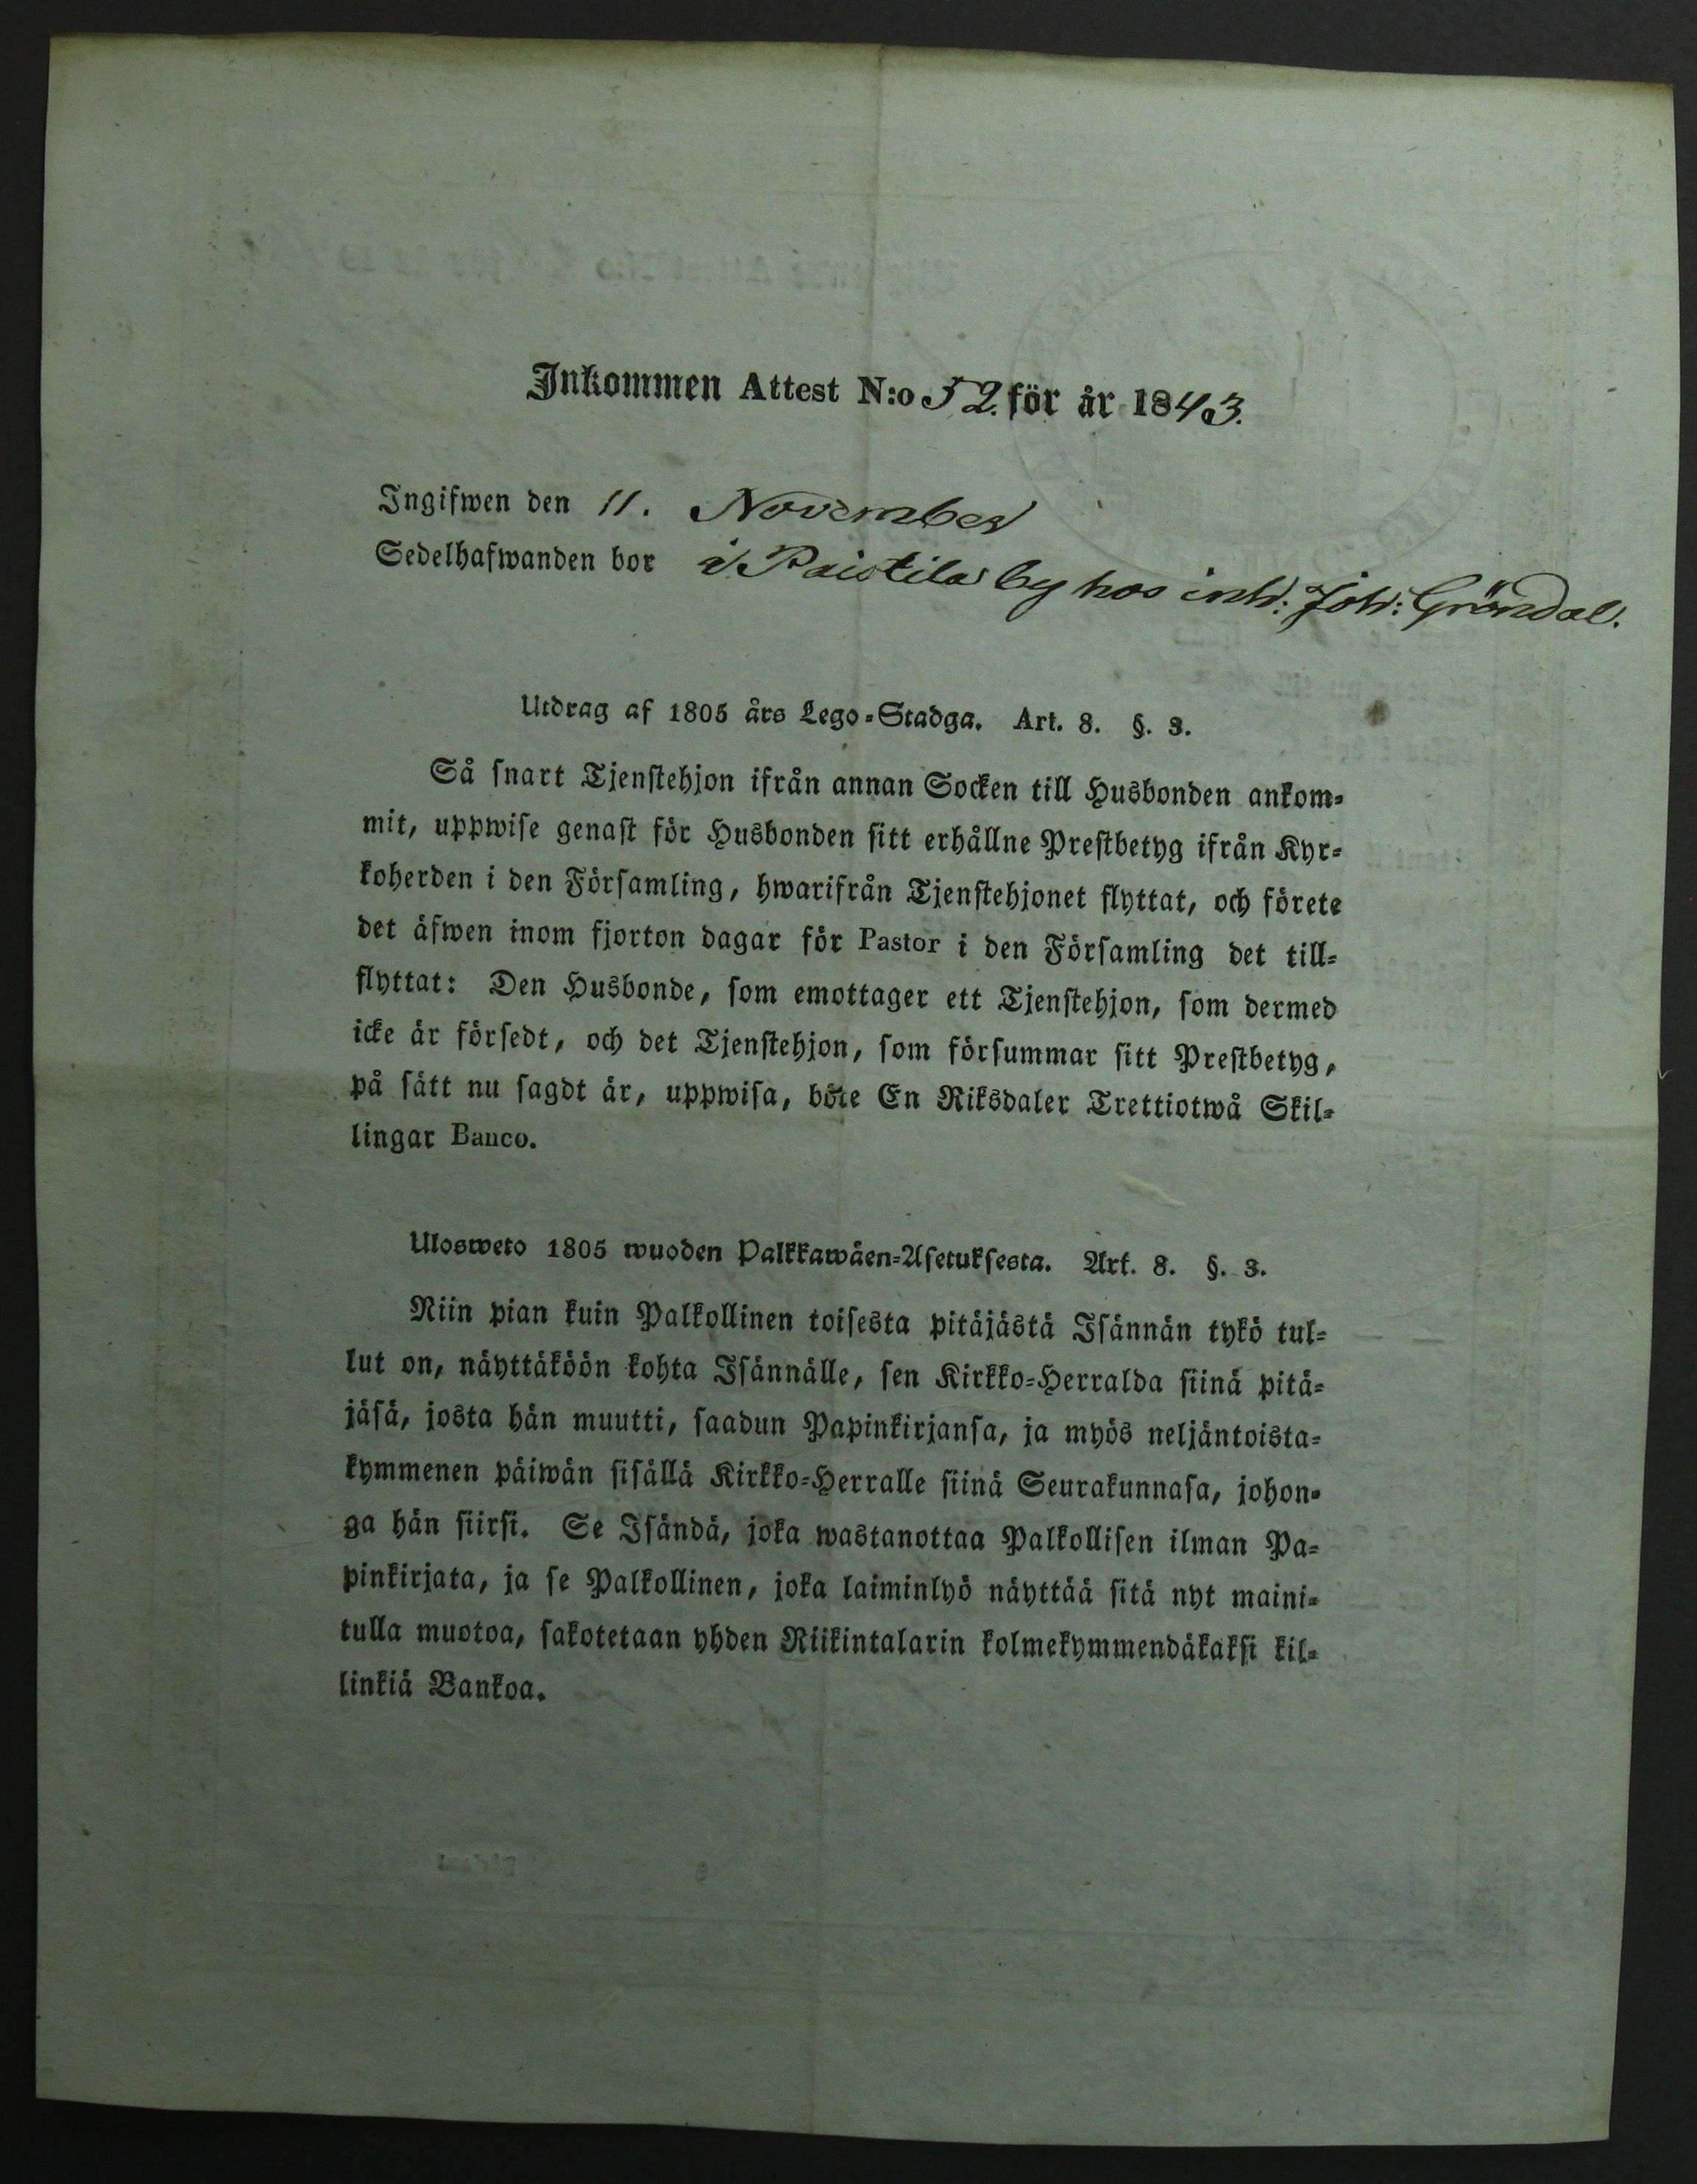 Inkommen Attest N:o 52. för år 1843.
Ingifwen den 11. November
Sedelhafwanden bor i Paistila by hos inh: Joh: Gröndal.
Utdrag af 1805 års Lego-Stadga. Art. 8. §. 3.
Så snart Tjenstehjon ifrån annan Socken till Husbonden ankom-
mit, uppwise genast för Husbonden sitt erhållne Prestbetyg ifrån Kyr-
koherden i den Församling, hwarifrån Tjenstehjonet flyttat, och förete
det äfwen inom fjorton dagar för Pastor i den Församling det till-
flyttat: Den Husbonde, som emottager ett Tjenstehjon, som dermed
icke är försedt, och det Tjenstehjon, som försummar sitt Prestbetyg,
på sätt nu sagdt är, uppwisa, böte En Riksdaler Trettiotwå Skil-
lingar Banco.
Ulosweto 1805 wuoden Palkkawäen-Asetuksesta. Art. 8. §. 3.
Niin pian kuin Palkollinen toisesta pitäjästä Isännän tykö tul-
lut on, näyttäköön kohta Isännälle, sen Kirkko-Herralda siinä pitä-
jäsä, josta hän muutti, saadun Papinkirjansa, ja myös neljäntoista-
kymmenen päiwän sisällä Kirkko-Herralle siinä Seurakunnasa, johon-
ga hän siirsi. Se Isändä, joka wastanottaa Palkollisen ilman Pa-
pinkirjata, ja se Palkollinen, joka laiminlyö näyttää sitä nyt maini-
tulla muotoa, sakotetaan yhden Riikintalarin kolmekymmendäkaksi kil-
linkiä Bankoa.